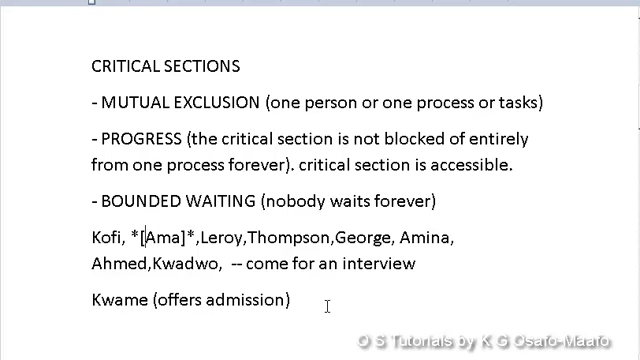 CRITICAL SECTIONS
- MUTUAL EXCLUSION (one person or one process or tasks)
- PROGRESS (the critical section is not blocked of entirely
from one process forever). critical section is accessible.
- BOUNDED WAITING (nobody waits forever)
Kofi, *[Ama]*,Leroy,Thompson,George, Amina,
Ahmed,Kwadwo,  -- come for an interview
Kwame (offers admission)
O S Tutorials by K G Osafo-Maafo